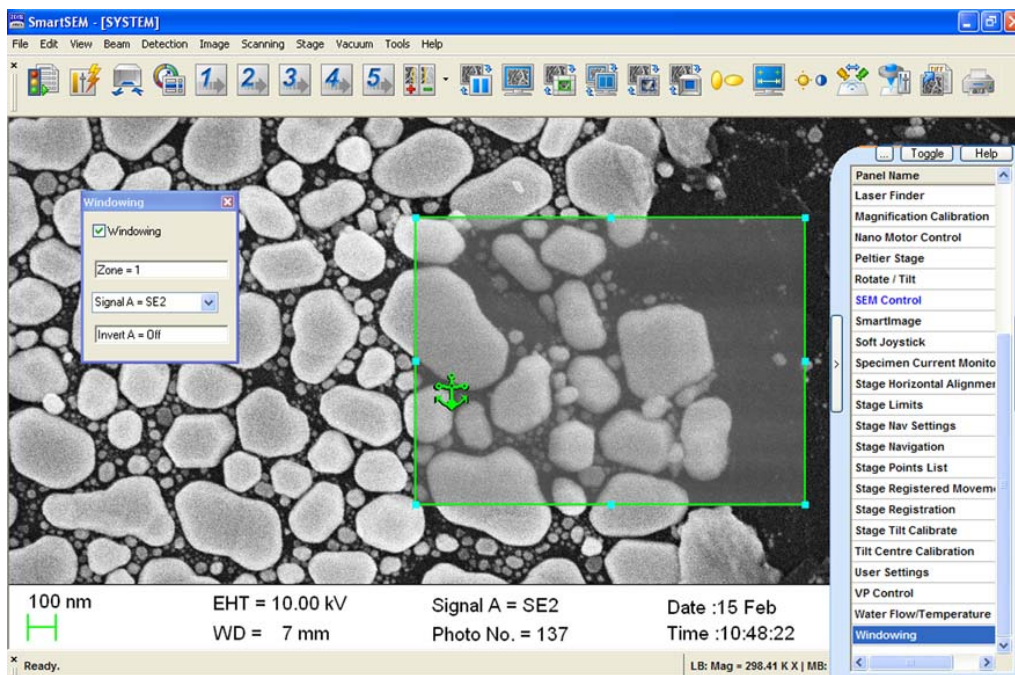 SmartSEM - [SYSTEM]
File Edit View Beam Detection Image Scanning Stage Vacuum Tools Help
1 2 3 4 5
... Toggle Help
Panel Name
Laser Finder
Magnification Calibration
Nano Motor Control
Peltier Stage
Rotate / Tilt
SEM Control
SmartImage
Soft Joystick
Specimen Current Monito
Stage Horizontal Alignmen
Stage Limits
Stage Nav Settings
Stage Navigation
Stage Points List
Stage Registered Movem
Stage Registration
Stage Tilt Calibrate
Tilt Centre Calibration
User Settings
VP Control
Water Flow/Temperature
Windowing
Windowing
Windowing
Zone = 1
Signal A = SE2
Invert A = Off
100 nm
EHT = 10.00 kV
WD = 7 mm
Signal A = SE2
Photo No. = 137
Date :15 Feb
Time :10:48:22
Ready.
LB: Mag = 298.41 K X | MB: